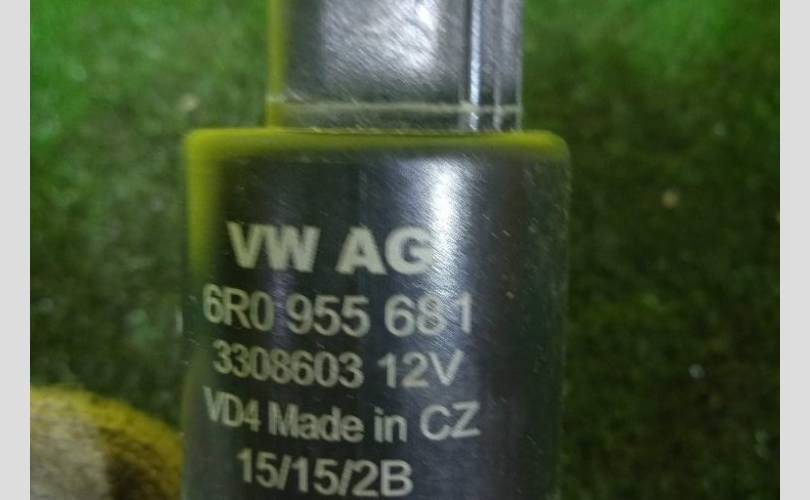 VW AG
6R0 955 681
3308603 12V
VD4 Made in CZ
15/15/2B